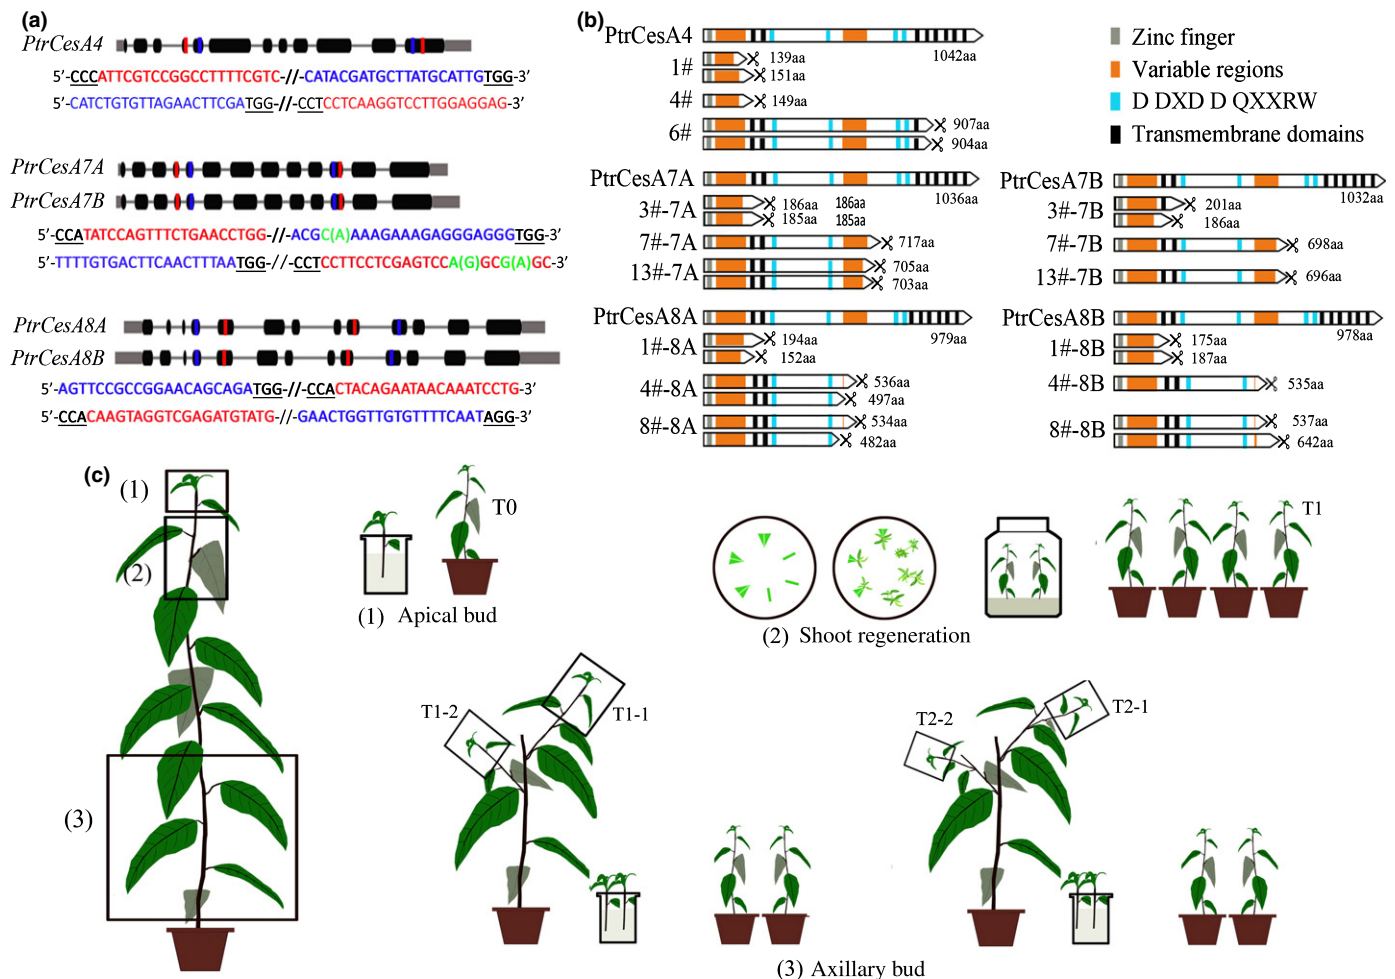 (a)
PtrCesA4
5′-CCCATTCGTCCGGCCTTTTCGTC-//-CATACGATGCTTATGCATTGTGG-3′
5′-CATCTGTGTTAGAACTTCGATGG-//-CCTCCTCAAGGTCCTTGGAGGAG-3′
PtrCesA7A
PtrCesA7B
5′-CCATATCCAGTTTCTGAACCTGG-//-ACGC(A)AAAGAAAGAGGGAGGGTGG-3′
5′-TTTTGTGACTTCAACTTTAATGG-//-CCTCCTTCCTCGAGTCCA(G)GCG(A)GC-3′
PtrCesA8A
PtrCesA8B
5′-AGTTCCGCCGGAACAGCAGATGG-//-CCACTACAGAATAACAAATCCTG-3′
5′-CCACAAGTAGGTCGAGATGTATG-//-GAACTGGTTGTGTTTTCAATAGG-3′
(b)
PtrCesA4
1042aa
1#
139aa
151aa
4#
149aa
6#
907aa
904aa
PtrCesA7A
1036aa
3#-7A
186aa 186aa
185aa 185aa
7#-7A
717aa
13#-7A
705aa
703aa
PtrCesA8A
979aa
1#-8A
194aa
152aa
4#-8A
536aa
497aa
8#-8A
534aa
482aa
Zinc finger
Variable regions
D DXD D QXXRW
Transmembrane domains
PtrCesA7B
1032aa
3#-7B
201aa
186aa
7#-7B
698aa
13#-7B
696aa
PtrCesA8B
978aa
1#-8B
175aa
187aa
4#-8B
535aa
8#-8B
537aa
642aa
(c)
(1)
(2)
(3)
T0
(1) Apical bud
T1
(2) Shoot regeneration
T1-2
T1-1
T2-2
T2-1
(3) Axillary bud